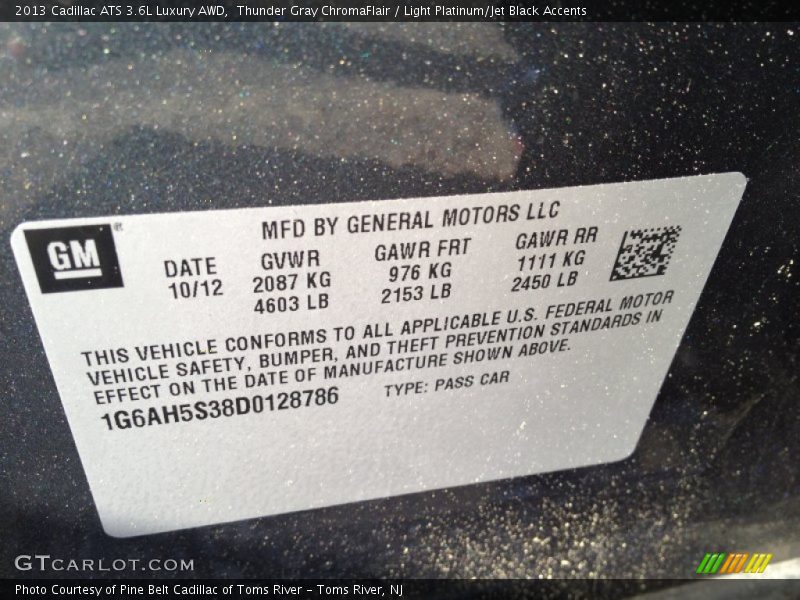 2013 Cadillac ATS 3.6L Luxury AWD,  Thunder Gray ChromaFlair / Light Platinum/Jet Black Accents
GM®
MFD BY GENERAL MOTORS LLC
DATE GVWR GAWR FRT GAWR RR
10/12 2087 KG 976 KG 1111 KG
4603 LB 2153 LB 2450 LB
THIS VEHICLE CONFORMS TO ALL APPLICABLE U.S. FEDERAL MOTOR
VEHICLE SAFETY, BUMPER, AND THEFT PREVENTION STANDARDS IN
EFFECT ON THE DATE OF MANUFACTURE SHOWN ABOVE.
1G6AH5S38D0128786 TYPE: PASS CAR
GTCARLOT.COM
Photo Courtesy of Pine Belt Cadillac of Toms River – Toms River, NJ